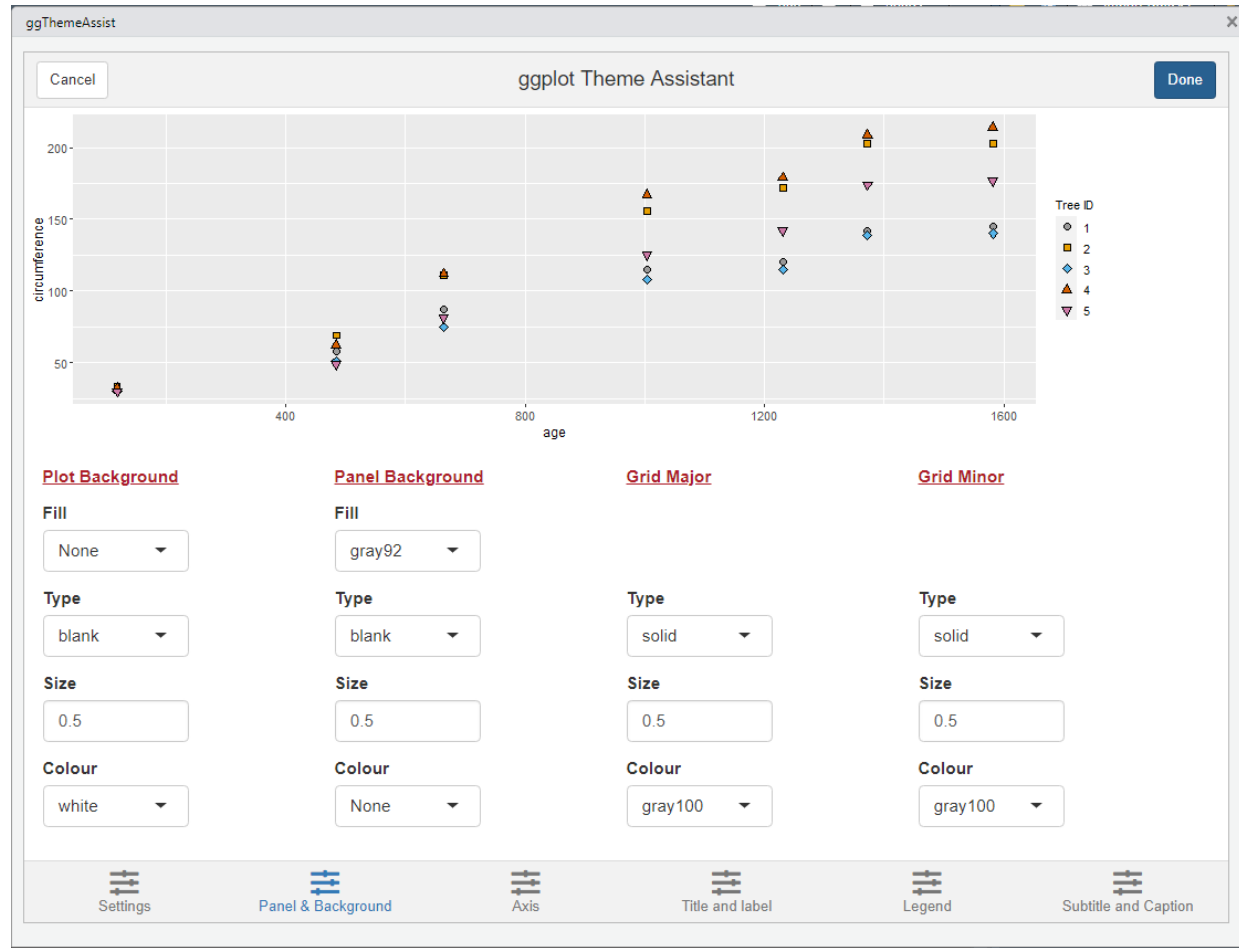 ggThemeAssist
Cancel
ggplot Theme Assistant
Done
200
150
100
50
circumference
400
800
1200
1600
age
Tree ID
1
2
3
4
5
Plot Background
Panel Background
Grid Major
Grid Minor
Fill
Fill
None
gray92
Type
Type
Type
Type
blank
blank
solid
solid
Size
Size
Size
Size
0.5
0.5
0.5
0.5
Colour
Colour
Colour
Colour
white
None
gray100
gray100
Settings
Panel & Background
Axis
Title and label
Legend
Subtitle and Caption